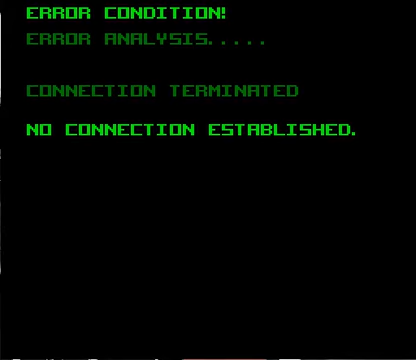 ERROR CONDITION!
ERROR ANALYSIS.....
CONNECTION TERMINATED
NO CONNECTION ESTABLISHED.